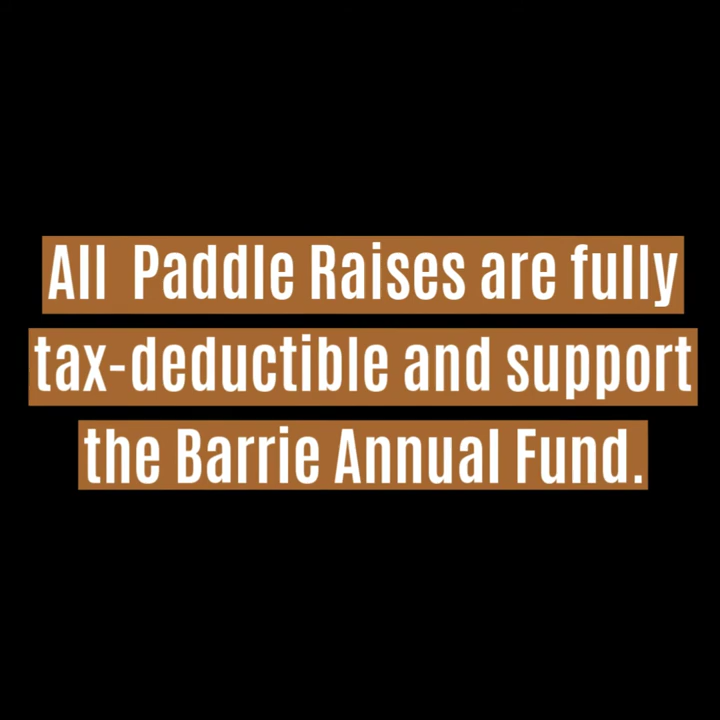 All  Paddle Raises are fully
tax-deductible and support
the Barrie Annual Fund.